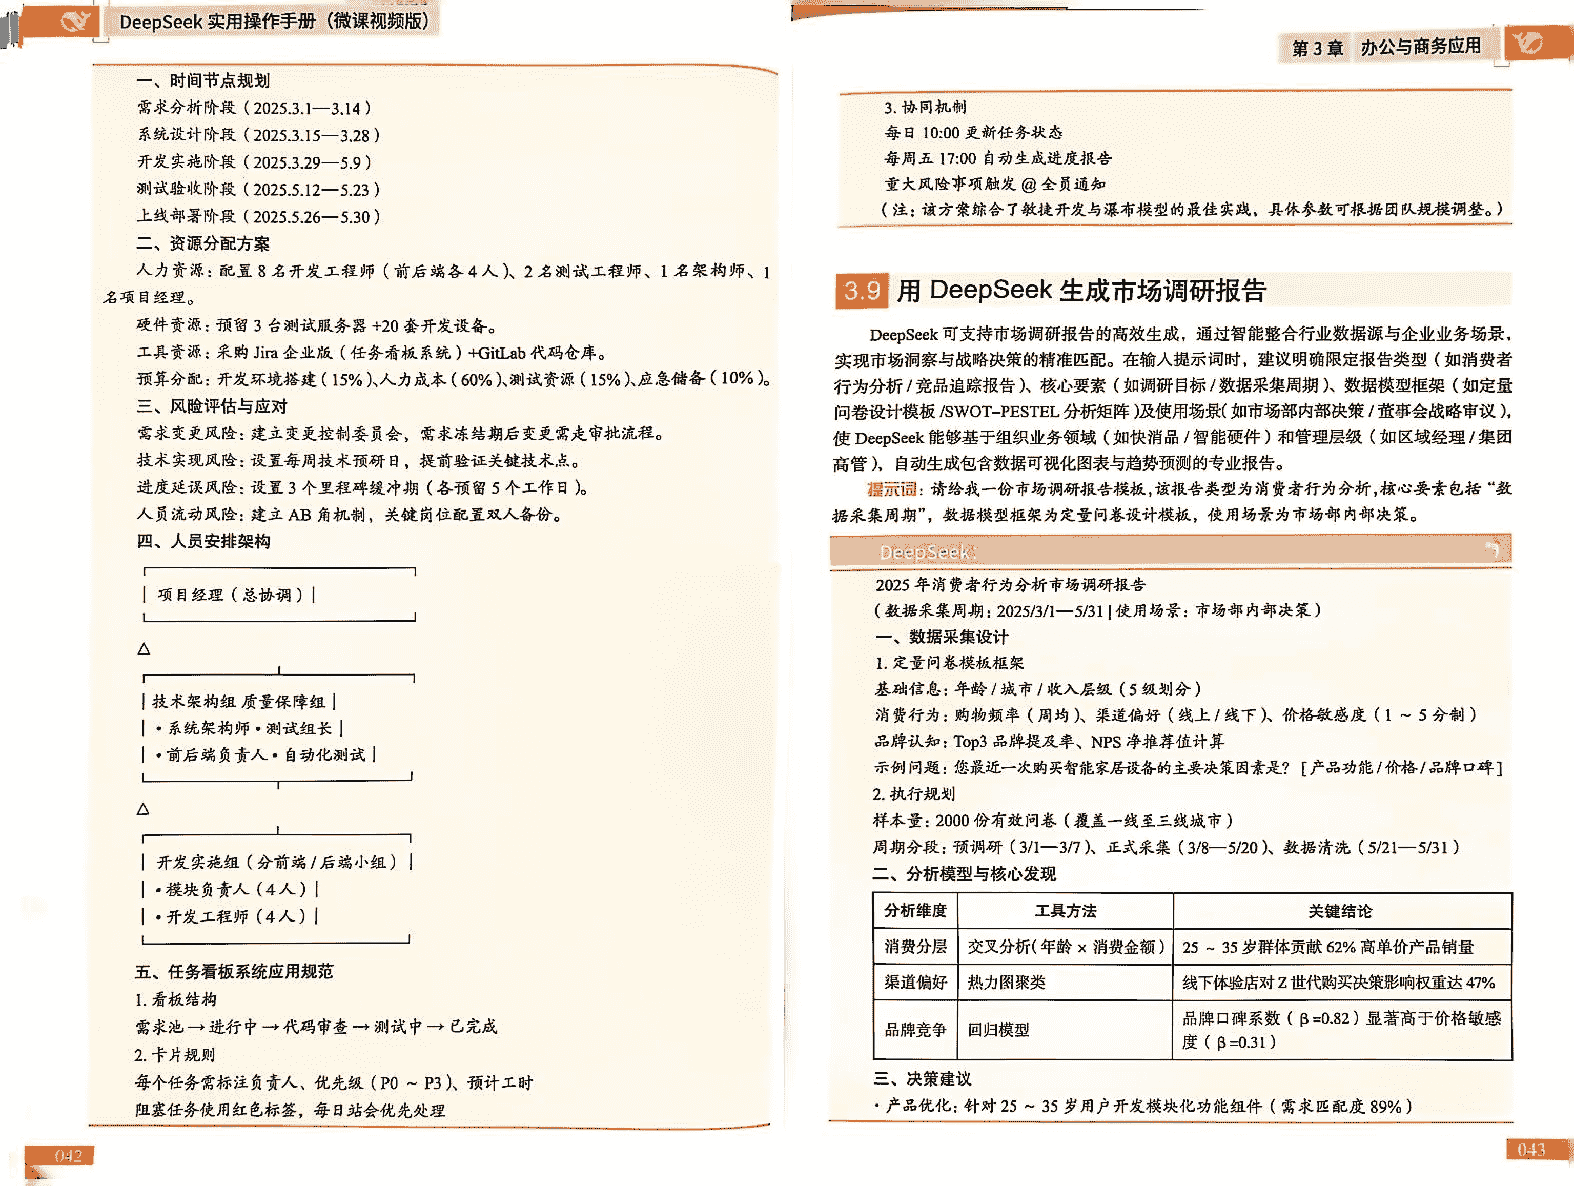 DeepSeek 实用操作手册（微课视频版）
一、时间节点规划
需求分析阶段（2025.3.1—3.14）
系统设计阶段（2025.3.15—3.28）
开发实施阶段（2025.3.29—5.9）
测试验收阶段（2025.5.12—5.23）
上线部署阶段（2025.5.26—5.30）
二、资源分配方案
人力资源：配置 8 名开发工程师（前后端各 4 人）、2 名测试工程师、1 名架构师、1
名项目经理。
硬件资源：预留 3 台测试服务器 +20 套开发设备。
工具资源：采购 Jira 企业版（任务看板系统）+GitLab 代码仓库。
预算分配：开发环境搭建（15%）、人力成本（60%）、测试资源（15%）、应急储备（10%）。
三、风险评估与应对
需求变更风险：建立变更控制委员会，需求冻结期后变更需走审批流程。
技术实现风险：设置每周技术预研日，提前验证关键技术点。
进度延误风险：设置 3 个里程碑缓冲期（各预留 5 个工作日）。
人员流动风险：建立 AB 角机制，关键岗位配置双人备份。
四、人员安排架构
| 项目经理（总协调）|
△
| 技术架构组 质量保障组 |
| · 系统架构师 · 测试组长 |
| · 前后端负责人 · 自动化测试 |
△
| 开发实施组（分前端 / 后端小组） |
| · 模块负责人（4 人）|
| · 开发工程师（4 人）|
五、任务看板系统应用规范
1. 看板结构
需求池 → 进行中 → 代码审查 → 测试中 → 已完成
2. 卡片规则
每个任务需标注负责人、优先级（P0 ~ P3）、预计工时
阻塞任务使用红色标签，每日站会优先处理
042
第 3 章 办公与商务应用
3. 协同机制
每日 10:00 更新任务状态
每周五 17:00 自动生成进度报告
重大风险事项触发 @ 全员通知
（注：该方案综合了敏捷开发与瀑布模型的最佳实践，具体参数可根据团队规模调整。）
3.9 用 DeepSeek 生成市场调研报告
DeepSeek 可支持市场调研报告的高效生成，通过智能整合行业数据源与企业业务场景，
实现市场洞察与战略决策的精准匹配。在输入提示词时，建议明确限定报告类型（如消费者
行为分析 / 竞品追踪报告）、核心要素（如调研目标 / 数据采集周期）、数据模型框架（如定量
问卷设计模板 /SWOT-PESTEL 分析矩阵）及使用场景（如市场部内部决策 / 董事会战略审议），
使 DeepSeek 能够基于组织业务领域（如快消品 / 智能硬件）和管理层级（如区域经理 / 集团
高管），自动生成包含数据可视化图表与趋势预测的专业报告。
提示词：请给我一份市场调研报告模板，该报告类型为消费者行为分析，核心要素包括“数
据采集周期”，数据模型框架为定量问卷设计模板，使用场景为市场部内部决策。
DeepSeek:
2025 年消费者行为分析市场调研报告
（数据采集周期：2025/3/1—5/31 | 使用场景：市场部内部决策）
一、数据采集设计
1. 定量问卷模板框架
基础信息：年龄 / 城市 / 收入层级（5 级划分）
消费行为：购物频率（周均）、渠道偏好（线上 / 线下）、价格敏感度（1 ~ 5 分制）
品牌认知：Top3 品牌提及率、NPS 净推荐值计算
示例问题：您最近一次购买智能家居设备的主要决策因素是？ [ 产品功能 / 价格 / 品牌口碑 ]
2. 执行规划
样本量：2000 份有效问卷（覆盖一线至三线城市）
周期分段：预调研（3/1—3/7）、正式采集（3/8—5/20）、数据清洗（5/21—5/31）
二、分析模型与核心发现
分析维度 工具方法 关键结论
消费分层 交叉分析（年龄 × 消费金额） 25 ~ 35 岁群体贡献 62% 高单价产品销量
渠道偏好 热力图聚类 线下体验店对 Z 世代购买决策影响权重达 47%
品牌竞争 回归模型 品牌口碑系数（β=0.82）显著高于价格敏感
度（β=0.31）
三、决策建议
· 产品优化：针对 25 ~ 35 岁用户开发模块化功能组件（需求匹配度 89%）
043